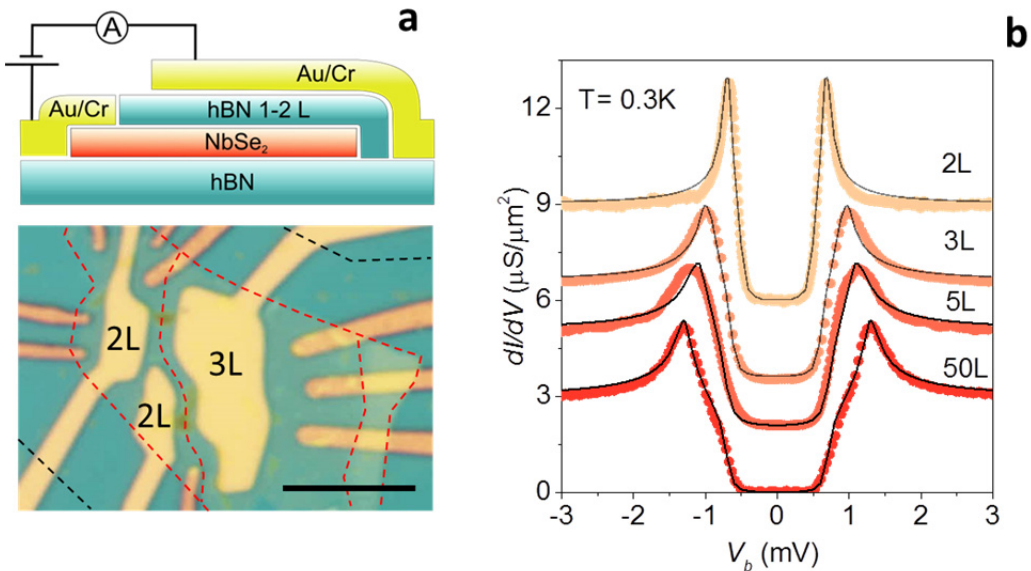 a
A
Au/Cr
Au/Cr
hBN 1-2 L
NbSe₂
hBN
2L
3L
2L
b
T= 0.3K
dI/dV (μS/μm²)
12
9
6
3
0
2L
3L
5L
50L
-3 -2 -1 0 1 2 3
V_b (mV)